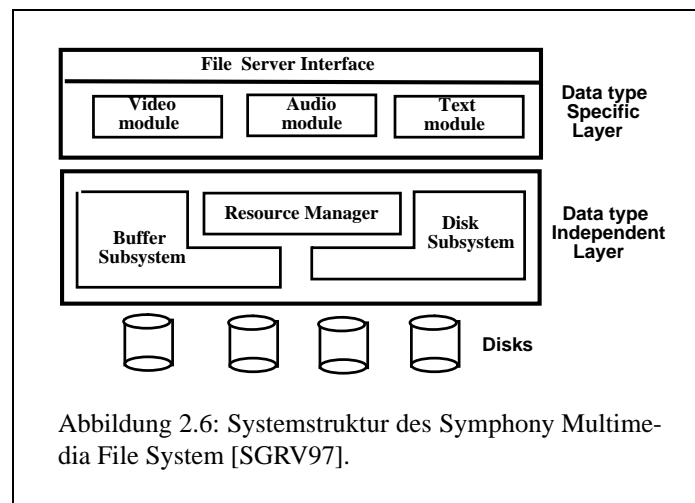 File Server Interface
Video
module
Audio
module
Text
module
Data type
Specific
Layer
Resource Manager
Buffer
Subsystem
Disk
Subsystem
Data type
Independent
Layer
Disks
Abbildung 2.6: Systemstruktur des Symphony Multime-
dia File System [SGRV97].